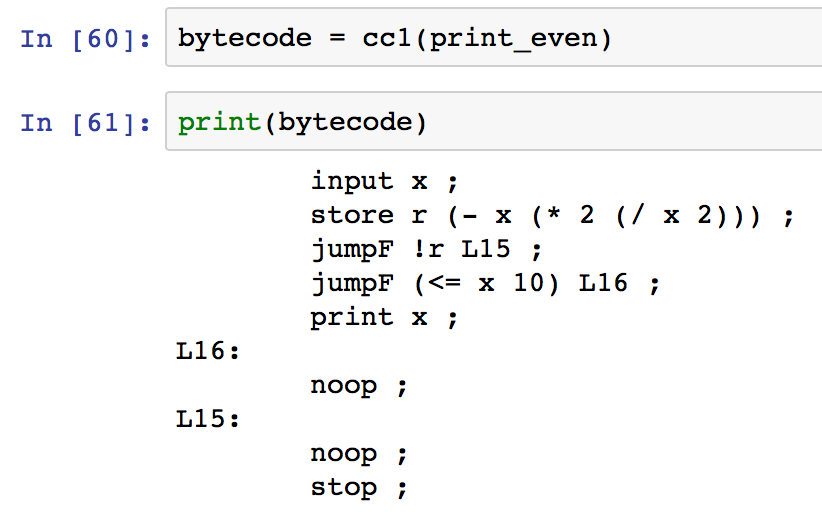 In [60]: bytecode = cc1(print_even)
In [61]: print(bytecode)
input x ;
store r (- x (* 2 (/ x 2))) ;
jumpF !r L15 ;
jumpF (<= x 10) L16 ;
print x ;
L16:
noop ;
L15:
noop ;
stop ;